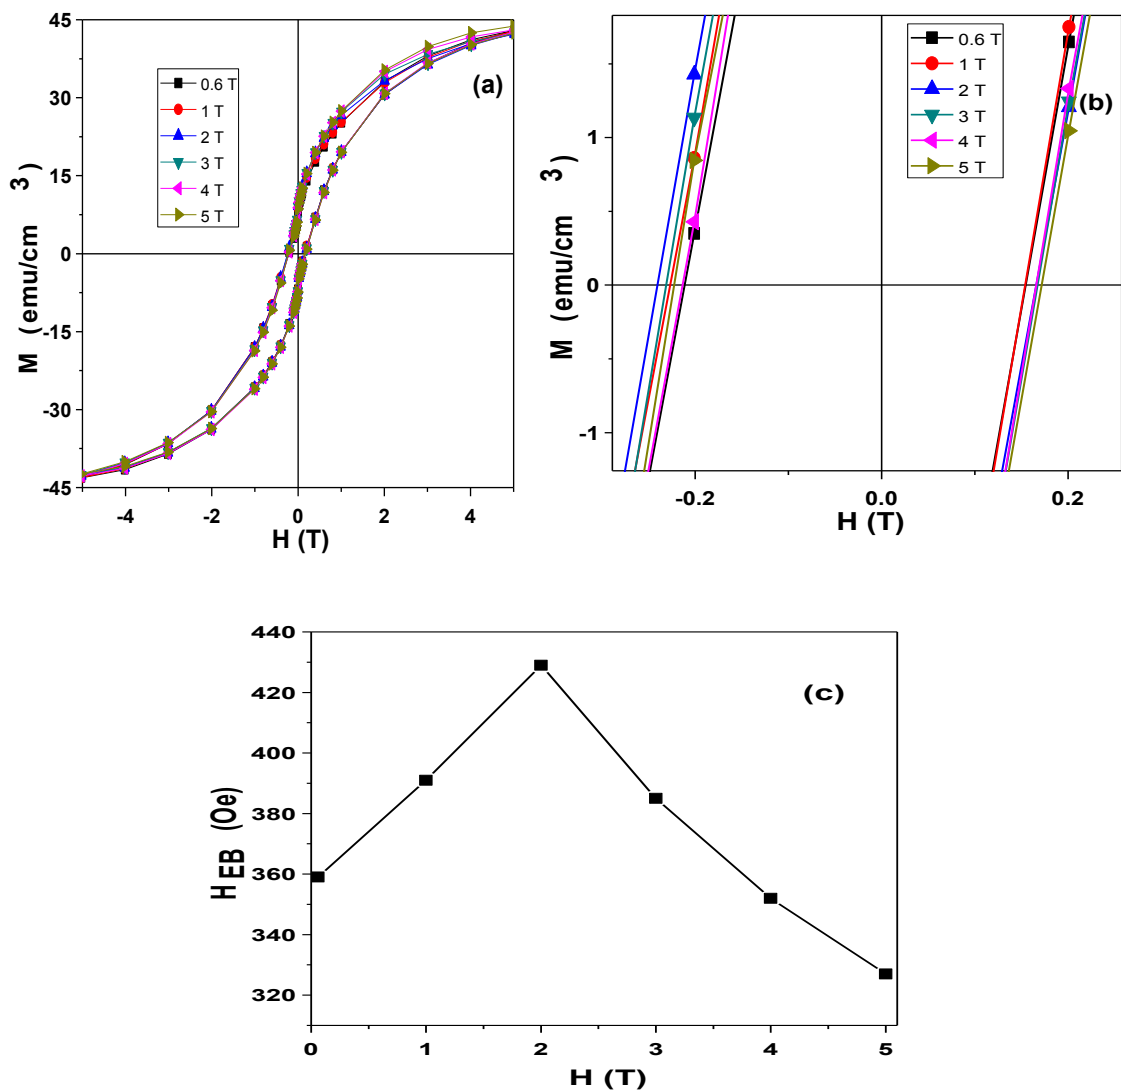 45
30
15
0
-15
-30
-45
M (emu/cm 3)
(a)
0.6 T
1 T
2 T
3 T
4 T
5 T
-4 -2 0 2 4
H (T)
1
0
-1
M (emu/cm 3)
0.6 T
1 T
2 T
3 T
4 T
5 T
(b)
-0.2 0.0 0.2
H (T)
440
420
400
380
360
340
320
HEB (Oe)
(c)
0 1 2 3 4 5
H (T)